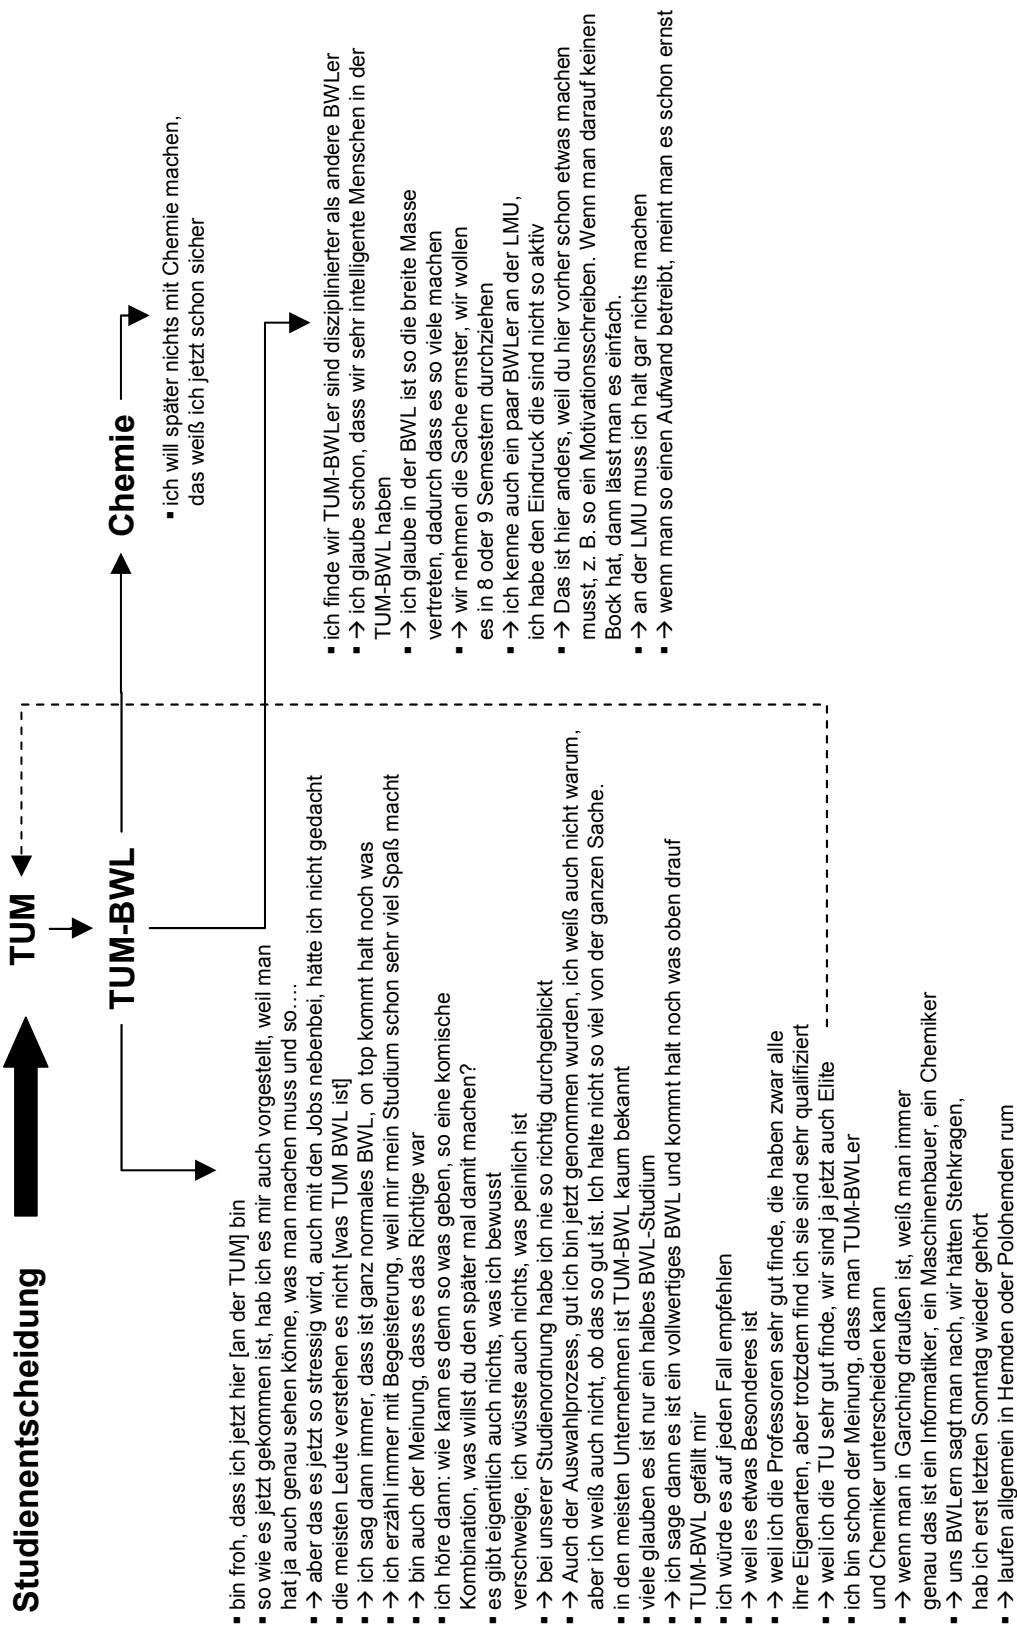 Studienentscheidung
TUM
TUM-BWL
Chemie
▪ bin froh, dass ich jetzt hier [an der TUM] bin
▪ so wie es jetzt gekommen ist, hab ich es mir auch vorgestellt, weil man
hat ja auch genau sehen könne, was man machen muss und so….
▪ → aber das es jetzt so stressig wird, auch mit den Jobs nebenbei, hätte ich nicht gedacht
▪ die meisten Leute verstehen es nicht [was TUM BWL ist]
▪ → ich sag dann immer, dass ist ganz normales BWL, on top kommt halt noch was
▪ → ich erzähl immer mit Begeisterung, weil mir mein Studium schon sehr viel Spaß macht
▪ → bin auch der Meinung, dass es das Richtige war
▪ ich höre dann: wie kann es denn so was geben, so eine komische
Kombination, was willst du den später mal damit machen?
▪ es gibt eigentlich auch nichts, was ich bewusst
verschweige, ich wüsste auch nichts, was peinlich ist
▪ → bei unserer Studienordnung habe ich nie so richtig durchgeblickt
▪ → Auch der Auswahlprozess, gut ich bin jetzt genommen wurden, ich weiß auch nicht warum,
aber ich weiß auch nicht, ob das so gut ist. Ich halte nicht so viel von der ganzen Sache.
▪ in den meisten Unternehmen ist TUM-BWL kaum bekannt
▪ viele glauben es ist nur ein halbes BWL-Studium
▪ → ich sage dann es ist ein vollwertiges BWL und kommt halt noch was oben drauf
▪ TUM-BWL gefällt mir
▪ ich würde es auf jeden Fall empfehlen
▪ → weil es etwas Besonderes ist
▪ → weil ich die Professoren sehr gut finde, die haben zwar alle
ihre Eigenarten, aber trotzdem find ich sie sind sehr qualifiziert
▪ → weil ich die TU sehr gut finde, wir sind ja jetzt auch Elite
▪ ich bin schon der Meinung, dass man TUM-BWLer
und Chemiker unterscheiden kann
▪ → wenn man in Garching draußen ist, weiß man immer
genau das ist ein Informatiker, ein Maschinenbauer, ein Chemiker
▪ → uns BWLern sagt man nach, wir hätten Stehkragen,
hab ich erst letzten Sonntag wieder gehört
▪ → laufen allgemein in Hemden oder Polohemden rum
▪ ich will später nichts mit Chemie machen,
das weiß ich jetzt schon sicher
▪ ich finde wir TUM-BWLer sind disziplinierter als andere BWLer
▪ → ich glaube schon, dass wir sehr intelligente Menschen in der
TUM-BWL haben
▪ → ich glaube in der BWL ist so die breite Masse
vertreten, dadurch dass es so viele machen
▪ → wir nehmen die Sache ernster, wir wollen
es in 8 oder 9 Semestern durchziehen
▪ → ich kenne auch ein paar BWLer an der LMU,
ich habe den Eindruck die sind nicht so aktiv
▪ → Das ist hier anders, weil du hier vorher schon etwas machen
musst, z. B. so ein Motivationsschreiben. Wenn man darauf keinen
Bock hat, dann lässt man es einfach.
▪ → an der LMU muss ich halt gar nichts machen
▪ → wenn man so einen Aufwand betreibt, meint man es schon ernst